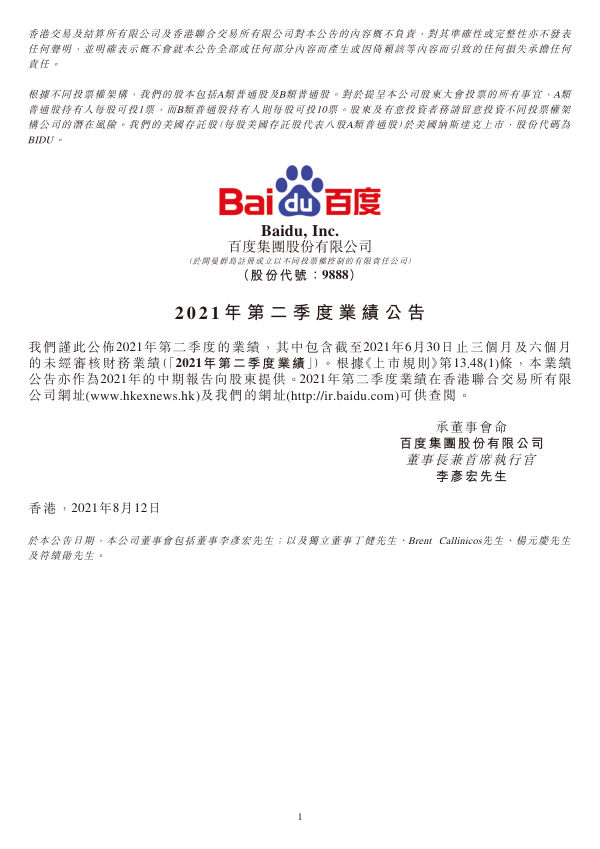 香港交易及結算所有限公司及香港聯合交易所有限公司對本公告的內容概不負責，對其準確性或完整性亦不發表
任何聲明，並明確表示概不會就本公告全部或任何部分內容而產生或因倚賴該等內容而引致的任何損失承擔任何
責任。
根據不同投票權架構，我們的股本包括A類普通股及B類普通股。對於提呈本公司股東大會投票的所有事宜，A類
普通股持有人每股可投1票，而B類普通股持有人則每股可投10票。股東及有意投資者務請留意投資不同投票權架
構公司的潛在風險。我們的美國存託股(每股美國存託股代表八股A類普通股)於美國納斯達克上市，股份代碼為
BIDU。
Bai du 百度
Baidu, Inc.
百度集團股份有限公司
(於開曼群島註冊成立以不同投票權控制的有限責任公司)
（股份代號：9888）
2021年第二季度業績公告
我們謹此公佈2021年第二季度的業績，其中包含截至2021年6月30日止三個月及六個月
的未經審核財務業績(「2021年第二季度業績」)。根據《上市規則》第13.48(1)條，本業績
公告亦作為2021年的中期報告向股東提供。2021年第二季度業績在香港聯合交易所有限
公司網址(www.hkexnews.hk)及我們的網址(http://ir.baidu.com)可供查閱。
承董事會命
百度集團股份有限公司
董事長兼首席執行官
李彥宏先生
香港，2021年8月12日
於本公告日期，本公司董事會包括董事李彥宏先生；以及獨立董事丁健先生、Brent Callinicos先生、楊元慶先生
及符績勛先生。
1